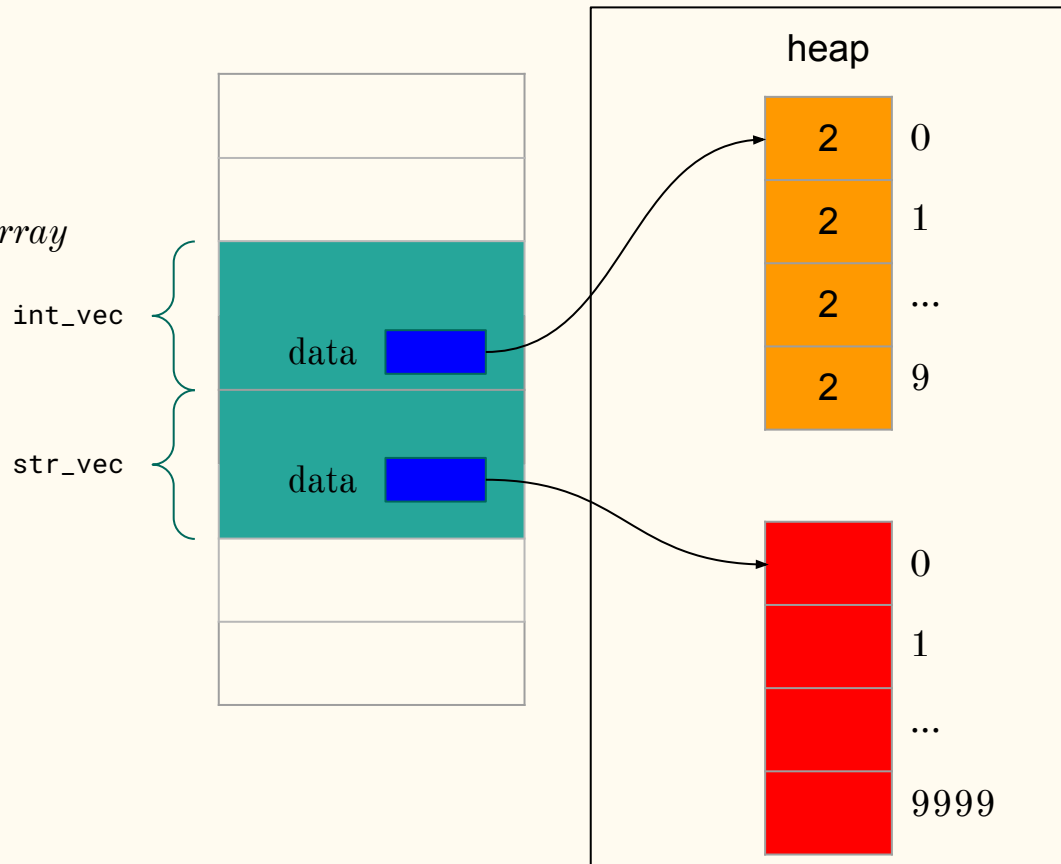 heap
2 0
rray
2 1
int_vec
2 ...
data
2 9
str_vec
data
0
1
...
9999